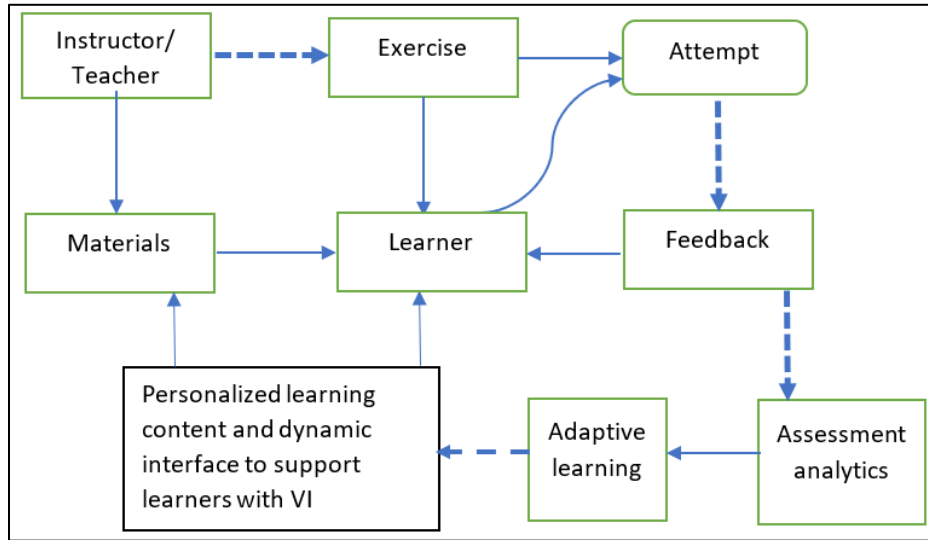 Instructor/
Teacher
Exercise
Attempt
Materials
Learner
Feedback
Personalized learning
content and dynamic
interface to support
learners with VI
Adaptive
learning
Assessment
analytics